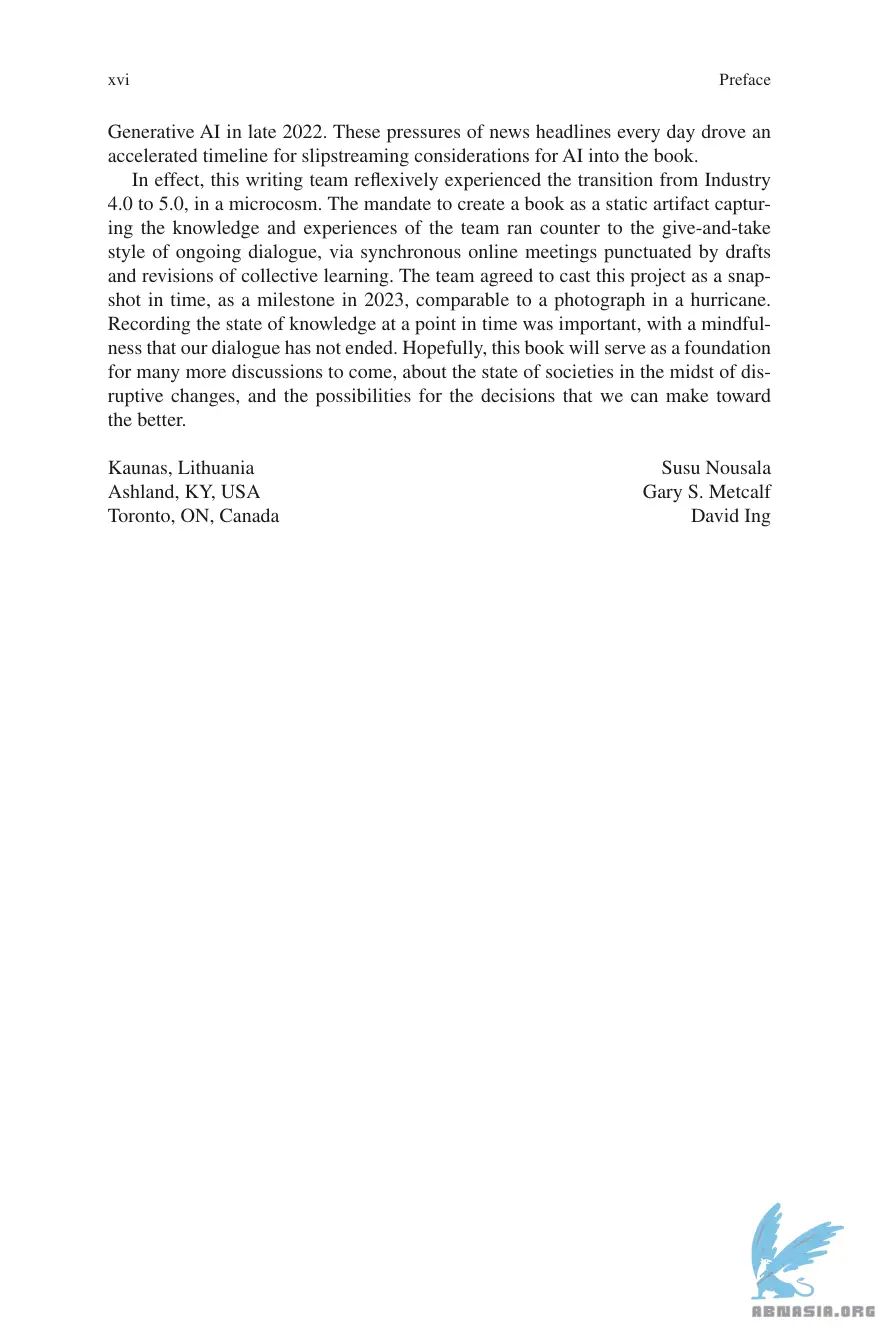 xvi Preface
Generative AI in late 2022. These pressures of news headlines every day drove an
accelerated timeline for slipstreaming considerations for AI into the book.
In effect, this writing team reflexively experienced the transition from Industry
4.0 to 5.0, in a microcosm. The mandate to create a book as a static artifact captur-
ing the knowledge and experiences of the team ran counter to the give-and-take
style of ongoing dialogue, via synchronous online meetings punctuated by drafts
and revisions of collective learning. The team agreed to cast this project as a snap-
shot in time, as a milestone in 2023, comparable to a photograph in a hurricane.
Recording the state of knowledge at a point in time was important, with a mindful-
ness that our dialogue has not ended. Hopefully, this book will serve as a foundation
for many more discussions to come, about the state of societies in the midst of dis-
ruptive changes, and the possibilities for the decisions that we can make toward
the better.
Kaunas, Lithuania Susu Nousala
Ashland, KY, USA Gary S. Metcalf
Toronto, ON, Canada David Ing
ABNASIA.ORG